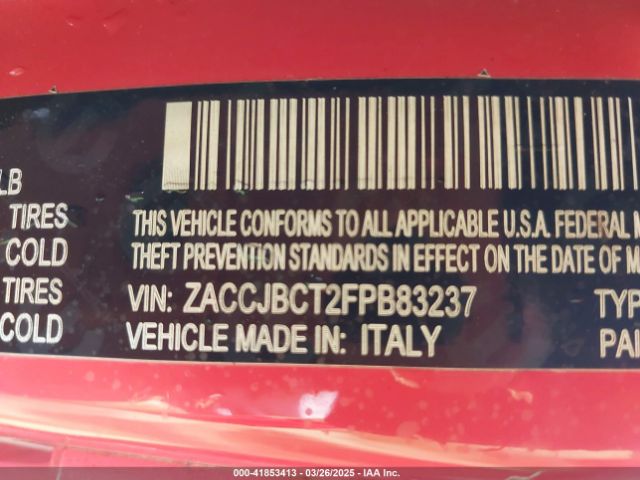 LB
TIRES
COLD
TIRES
COLD
THIS VEHICLE CONFORMS TO ALL APPLICABLE U.S.A. FEDERAL M
THEFT PREVENTION STANDARDS IN EFFECT ON THE DATE OF M
VIN: ZACCJBCT2FPB83237 TYP
VEHICLE MADE IN: ITALY PAI
000-41853413 | 03/26/2025 | IAA Inc.